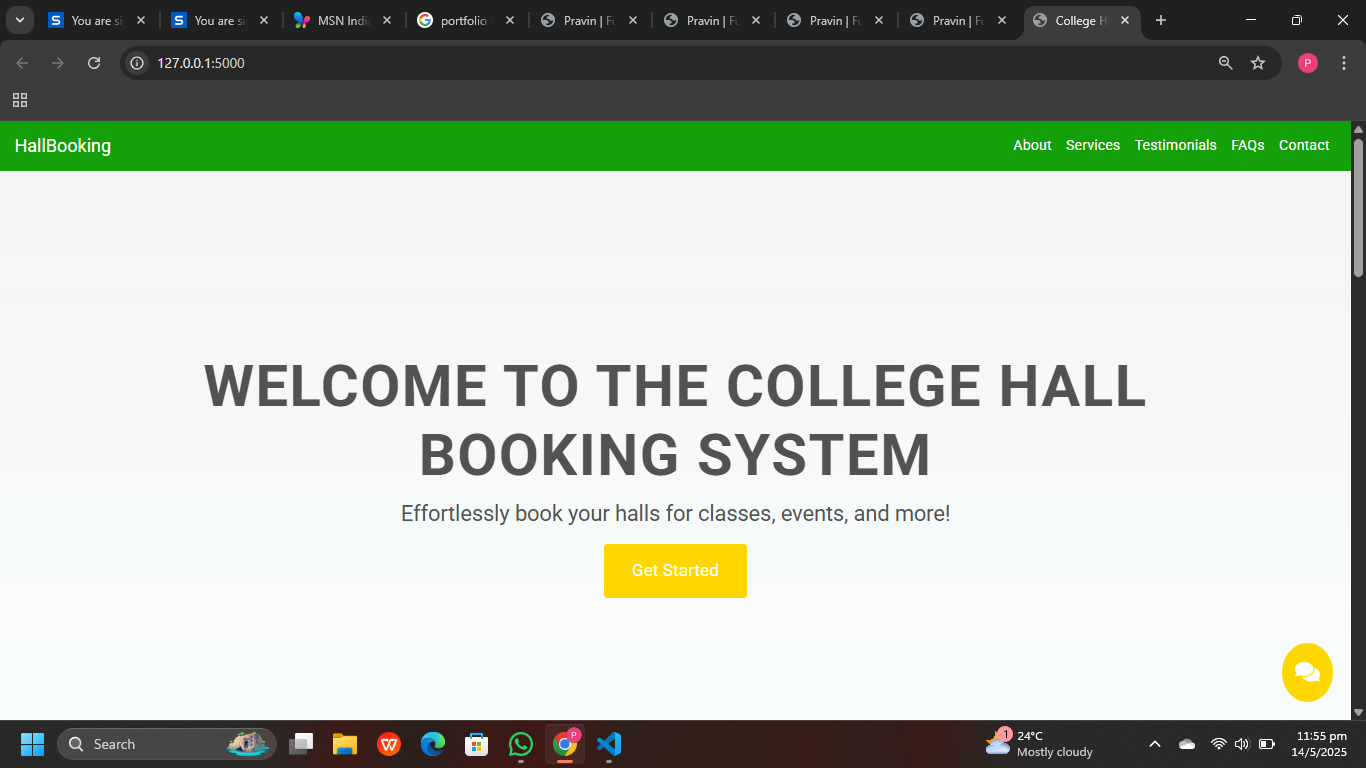 You are si
You are si
MSN Indi
portfolio
Pravin | Fu
Pravin | Fu
Pravin | Fu
Pravin | Fu
College H
127.0.0.1:5000
P
HallBooking
About Services Testimonials FAQs Contact
WELCOME TO THE COLLEGE HALL
BOOKING SYSTEM
Effortlessly book your halls for classes, events, and more!
Get Started
Search
P
1
24°C
Mostly cloudy
11:55 pm
14/5/2025